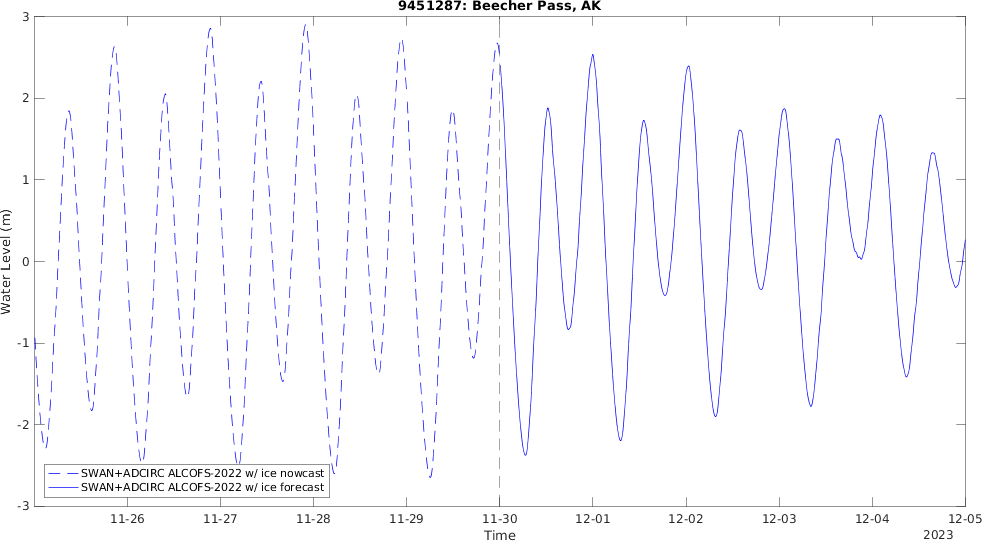 9451287: Beecher Pass, AK
3
2
1
0
-1
-2
-3
Water Level (m)
SWAN+ADCIRC ALCOFS-2022 w/ ice nowcast
SWAN+ADCIRC ALCOFS-2022 w/ ice forecast
11-26 11-27 11-28 11-29 11-30 12-01 12-02 12-03 12-04 12-05
Time
2023